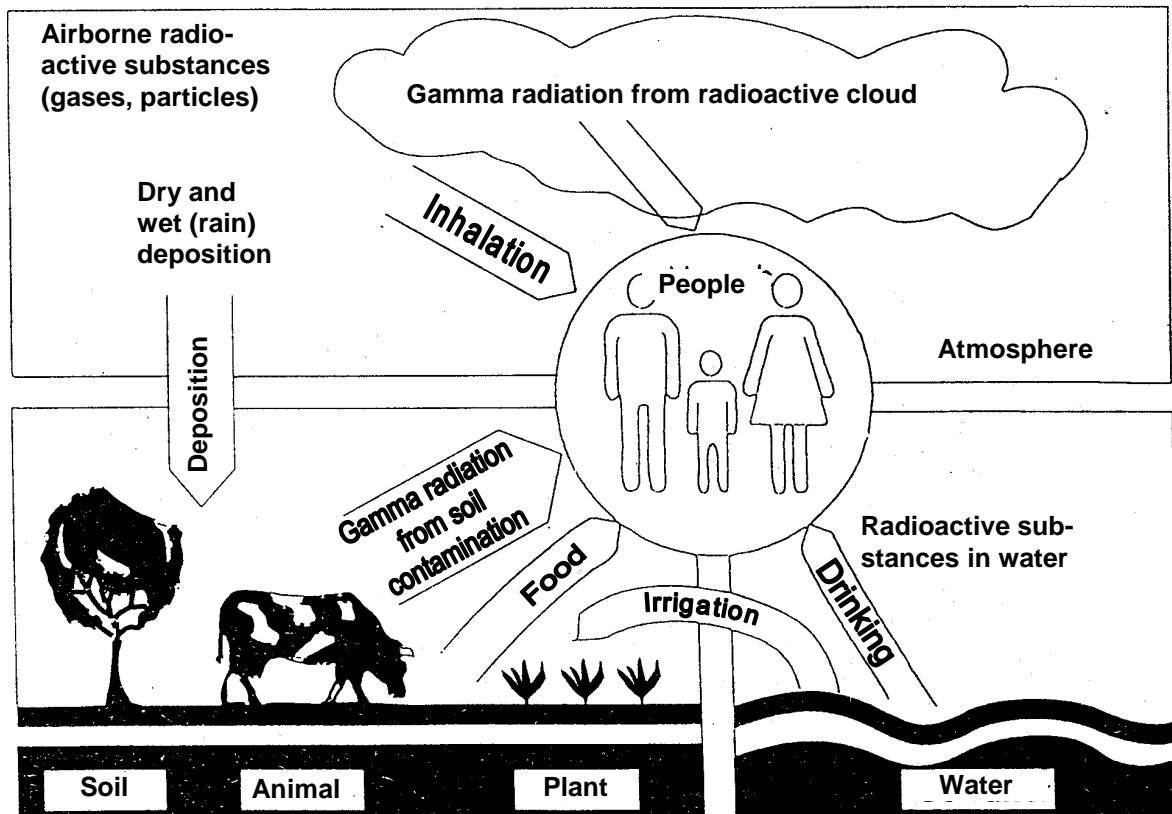 Airborne radio-
active substances
(gases, particles)
Gamma radiation from radioactive cloud
Dry and
wet (rain)
deposition
Inhalation
People
Atmosphere
Deposition
Gamma radiation
from soil
contamination
Food
Irrigation
Drinking
Radioactive sub-
stances in water
Soil
Animal
Plant
Water